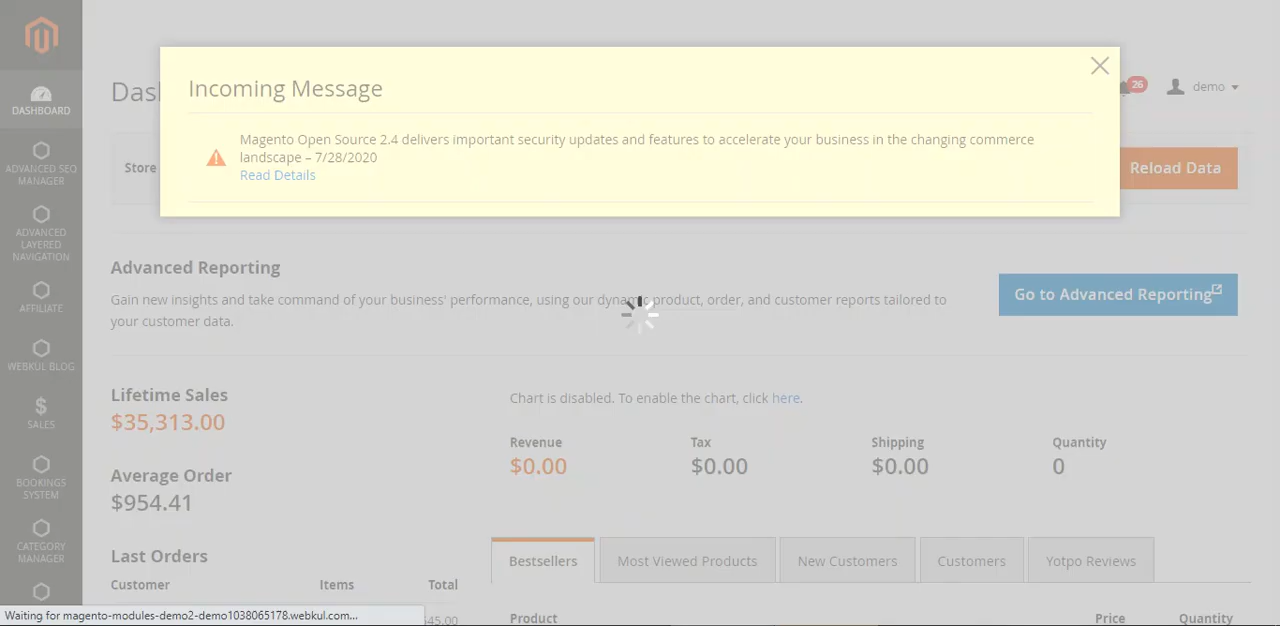 DASHBOARD
ADVANCED SEO
MANAGER
ADVANCED
LAYERED
NAVIGATION
AFFILIATE
WEBKUL BLOG
$
SALES
BOOKINGS
SYSTEM
CATEGORY
MANAGER
Das
26
demo
Incoming Message
Magento Open Source 2.4 delivers important security updates and features to accelerate your business in the changing commerce
landscape – 7/28/2020
Read Details
Store
Reload Data
Advanced Reporting
Gain new insights and take command of your business' performance, using our dynamic product, order, and customer reports tailored to
your customer data.
Go to Advanced Reporting
Lifetime Sales
$35,313.00
Average Order
$954.41
Last Orders
Customer Items Total
45.00
Chart is disabled. To enable the chart, click here.
Revenue Tax Shipping Quantity
$0.00 $0.00 $0.00 0
Bestsellers Most Viewed Products New Customers Customers Yotpo Reviews
Product Price Quantity
Waiting for magento-modules-demo2-demo1038065178.webkul.com...